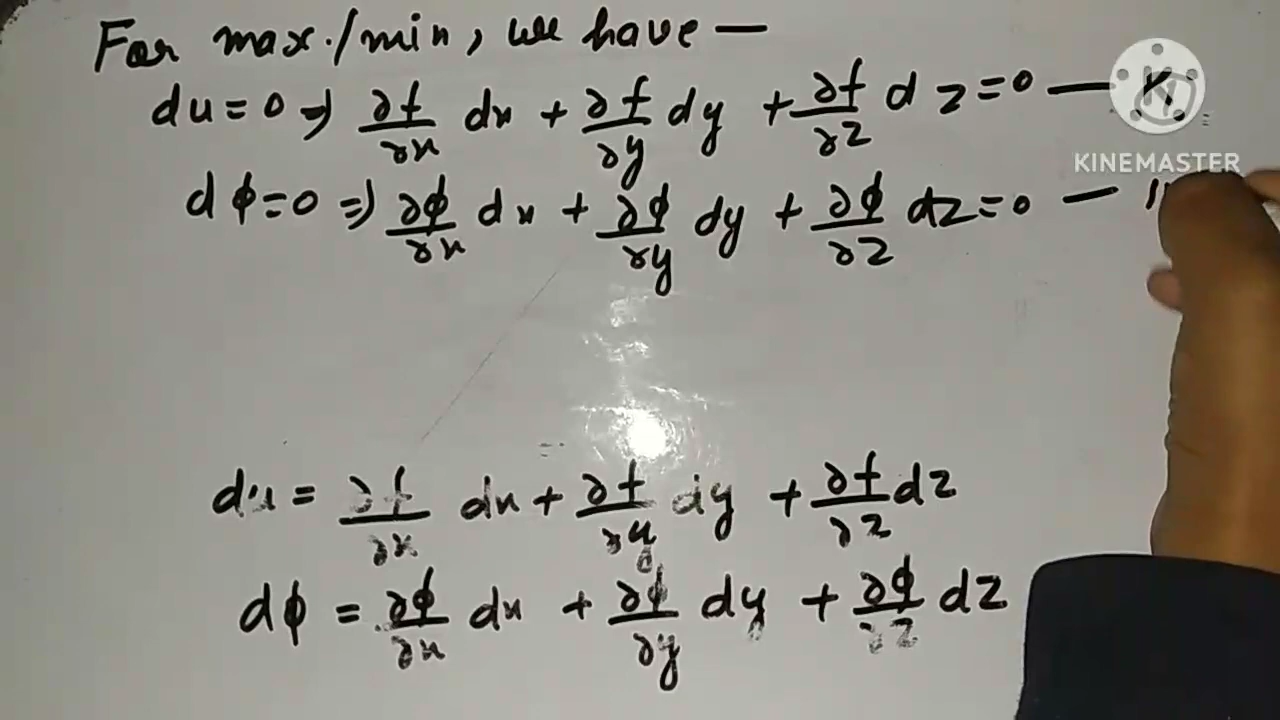 For max./min, we have —
du=0 ⇒ ∂f/∂x dx + ∂f/∂y dy + ∂f/∂z dz=0 —
KINEMASTER
dϕ=0 ⇒ ∂ϕ/∂x dx + ∂ϕ/∂y dy + ∂ϕ/∂z dz=0 —
du = ∂f/∂x dx + ∂f/∂y dy + ∂f/∂z dz
dϕ = ∂ϕ/∂x dx + ∂ϕ/∂y dy + ∂ϕ/∂z dz